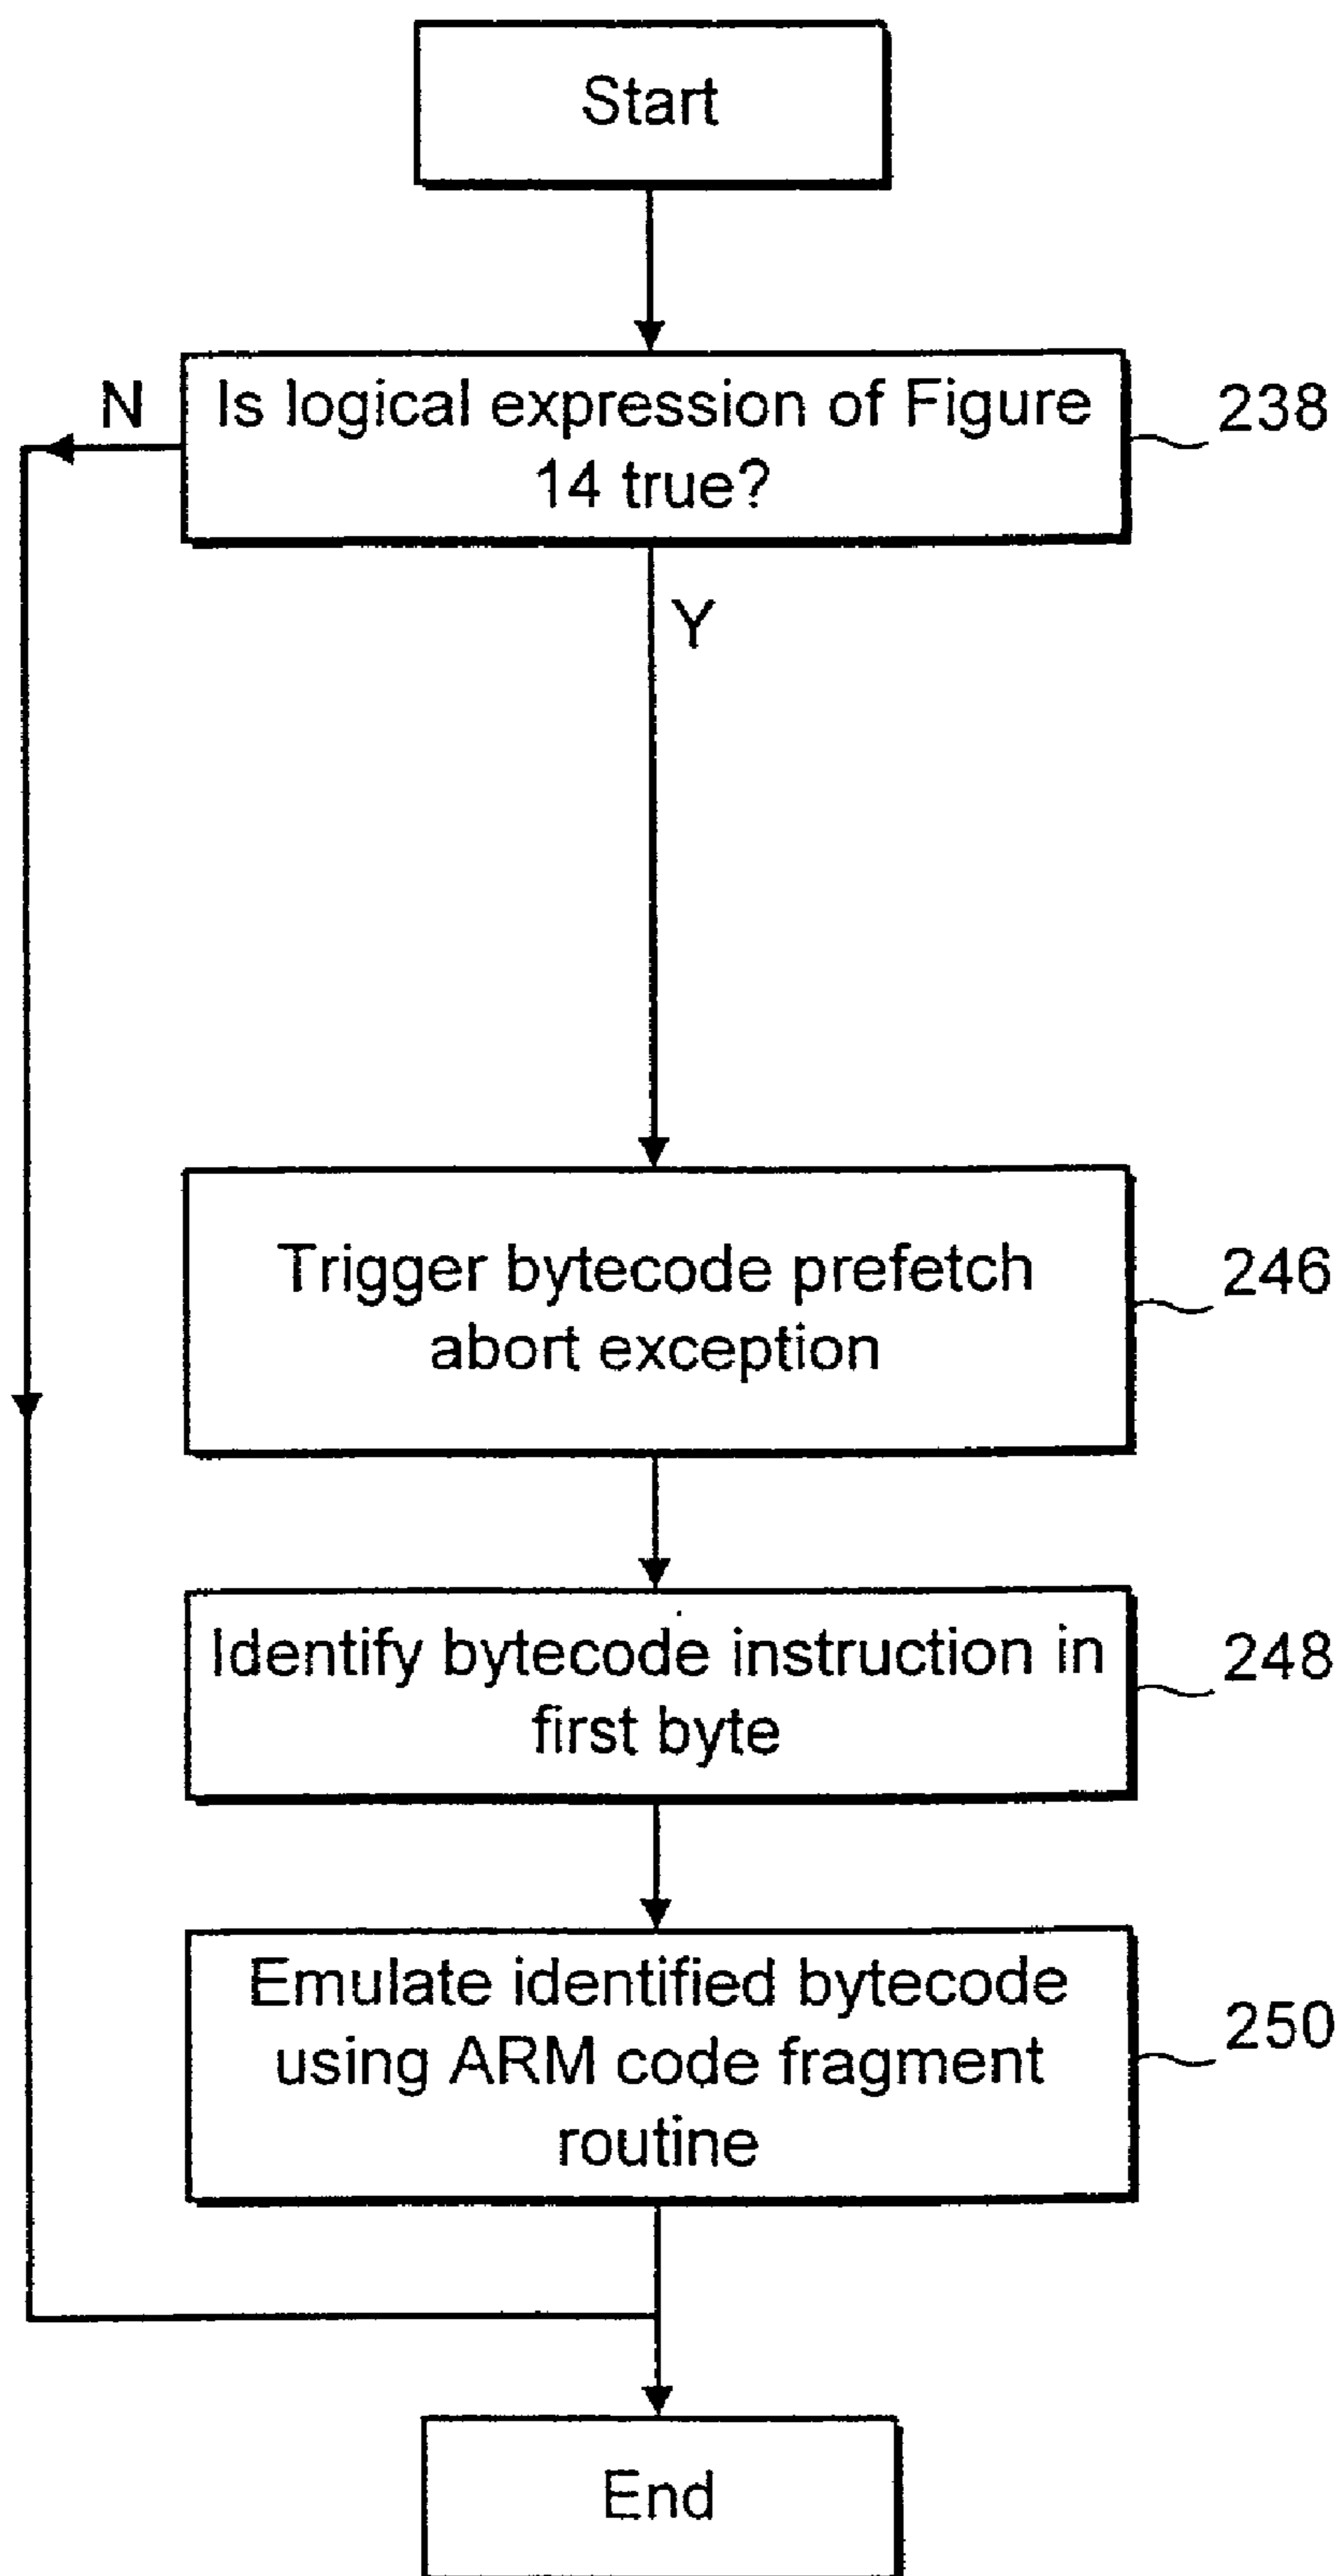 Start
N
Is logical expression of Figure
14 true?
238
Y
Trigger bytecode prefetch
abort exception
246
Identify bytecode instruction in
first byte
248
Emulate identified bytecode
using ARM code fragment
routine
250
End